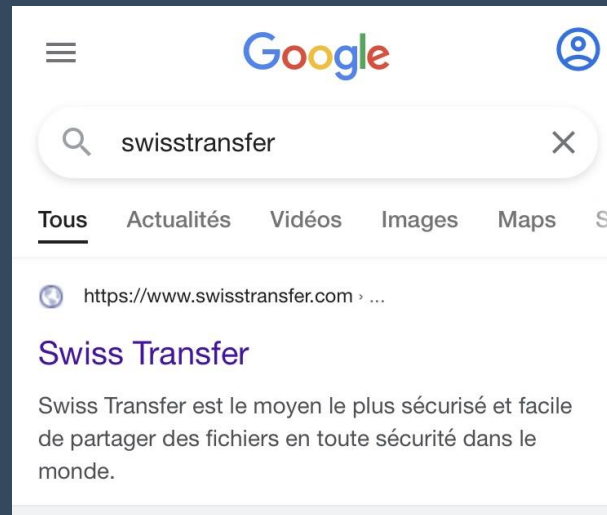 Google
swisstransfer
Tous Actualités Vidéos Images Maps S
https://www.swisstransfer.com › ...
Swiss Transfer
Swiss Transfer est le moyen le plus sécurisé et facile
de partager des fichiers en toute sécurité dans le
monde.